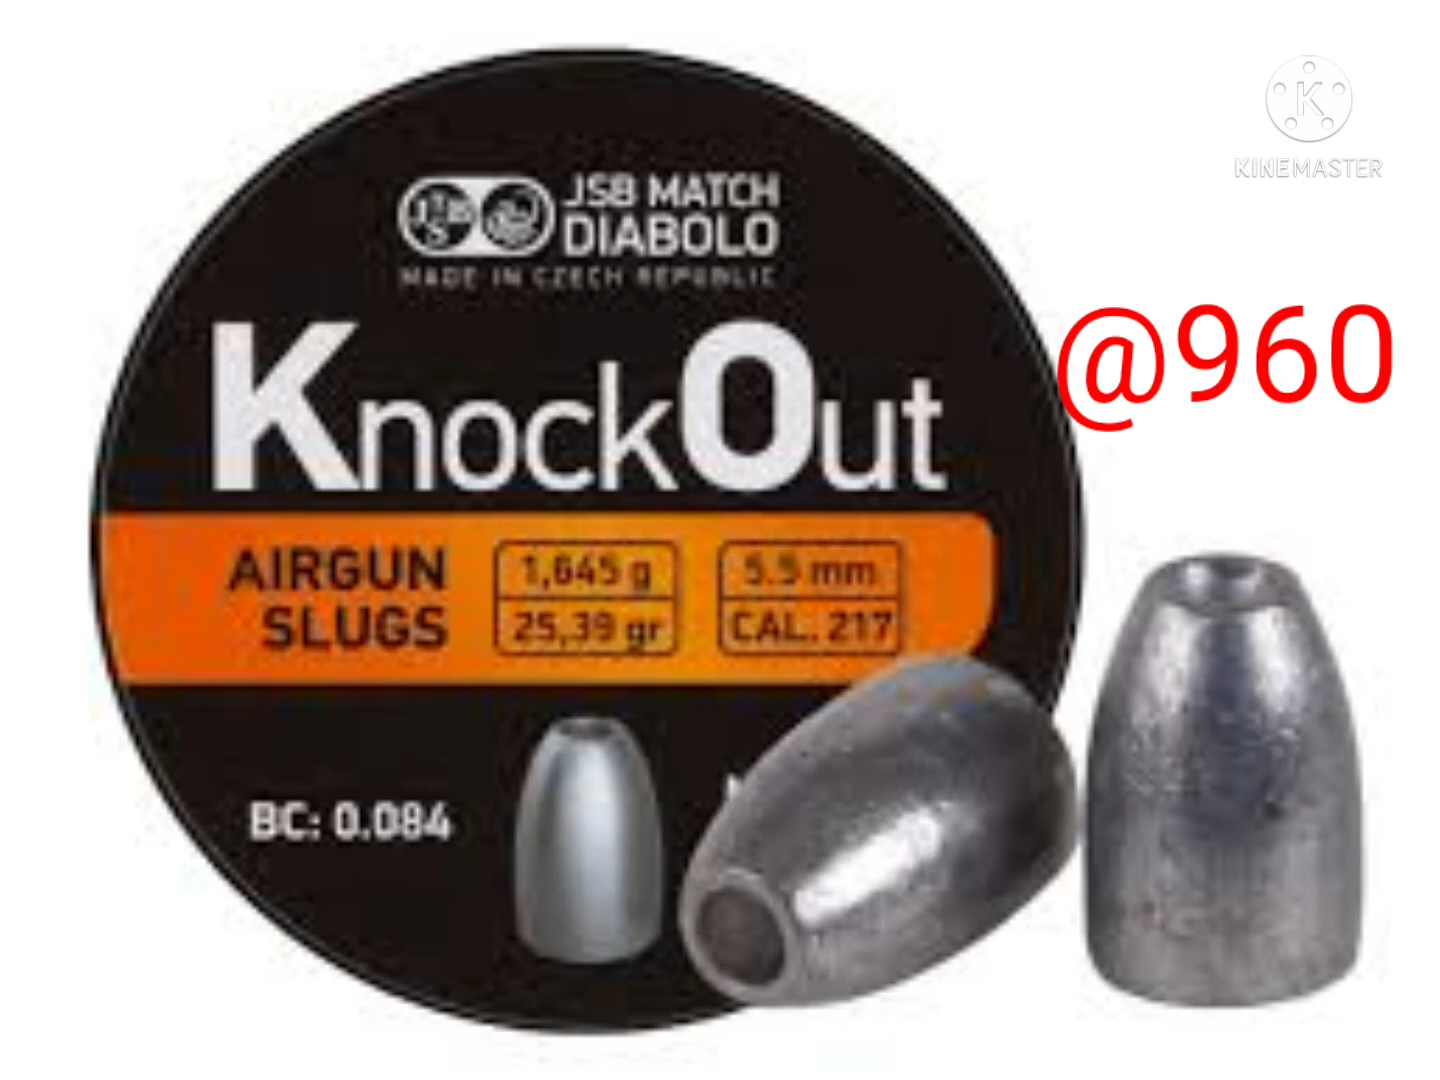 K
KINEMASTER
JSB MATCH
DIABOLO
MADE IN CZECH REPUBLIC
KnockOut
@960
AIRGUN
SLUGS
1,645 g
25,39 gr
5.5 mm
CAL. 217
BC: 0.084